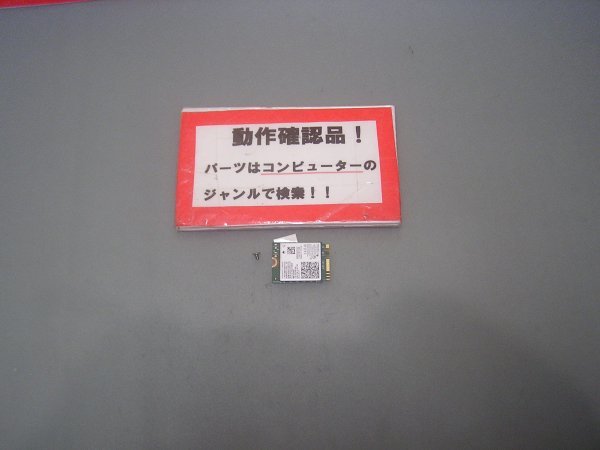 動作確認品！
パーツはコンピューターの
ジャンルで検索！！